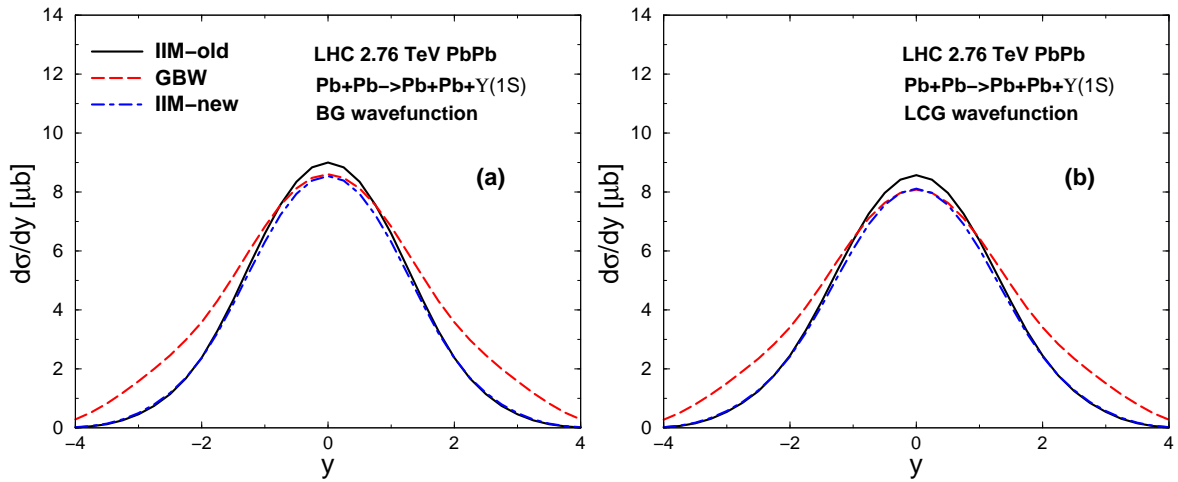 14
12
10
8
6
4
2
0
dσ/dy [μb]
IIM−old
GBW
IIM−new
LHC 2.76 TeV PbPb
Pb+Pb−>Pb+Pb+Υ(1S)
BG wavefunction
(a)
−4
−2
0
2
4
y
14
12
10
8
6
4
2
0
dσ/dy [μb]
LHC 2.76 TeV PbPb
Pb+Pb−>Pb+Pb+Υ(1S)
LCG wavefunction
(b)
−4
−2
0
2
4
y